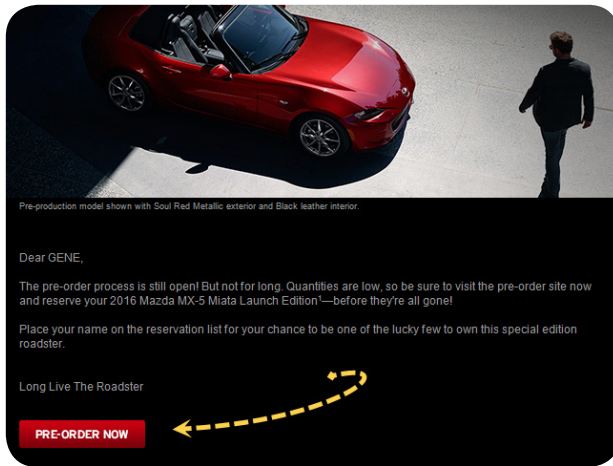 Pre-production model shown with Soul Red Metallic exterior and Black leather interior.
Dear GENE,
The pre-order process is still open! But not for long. Quantities are low, so be sure to visit the pre-order site now
and reserve your 2016 Mazda MX-5 Miata Launch Edition¹—before they're all gone!
Place your name on the reservation list for your chance to be one of the lucky few to own this special edition
roadster.
Long Live The Roadster
PRE-ORDER NOW